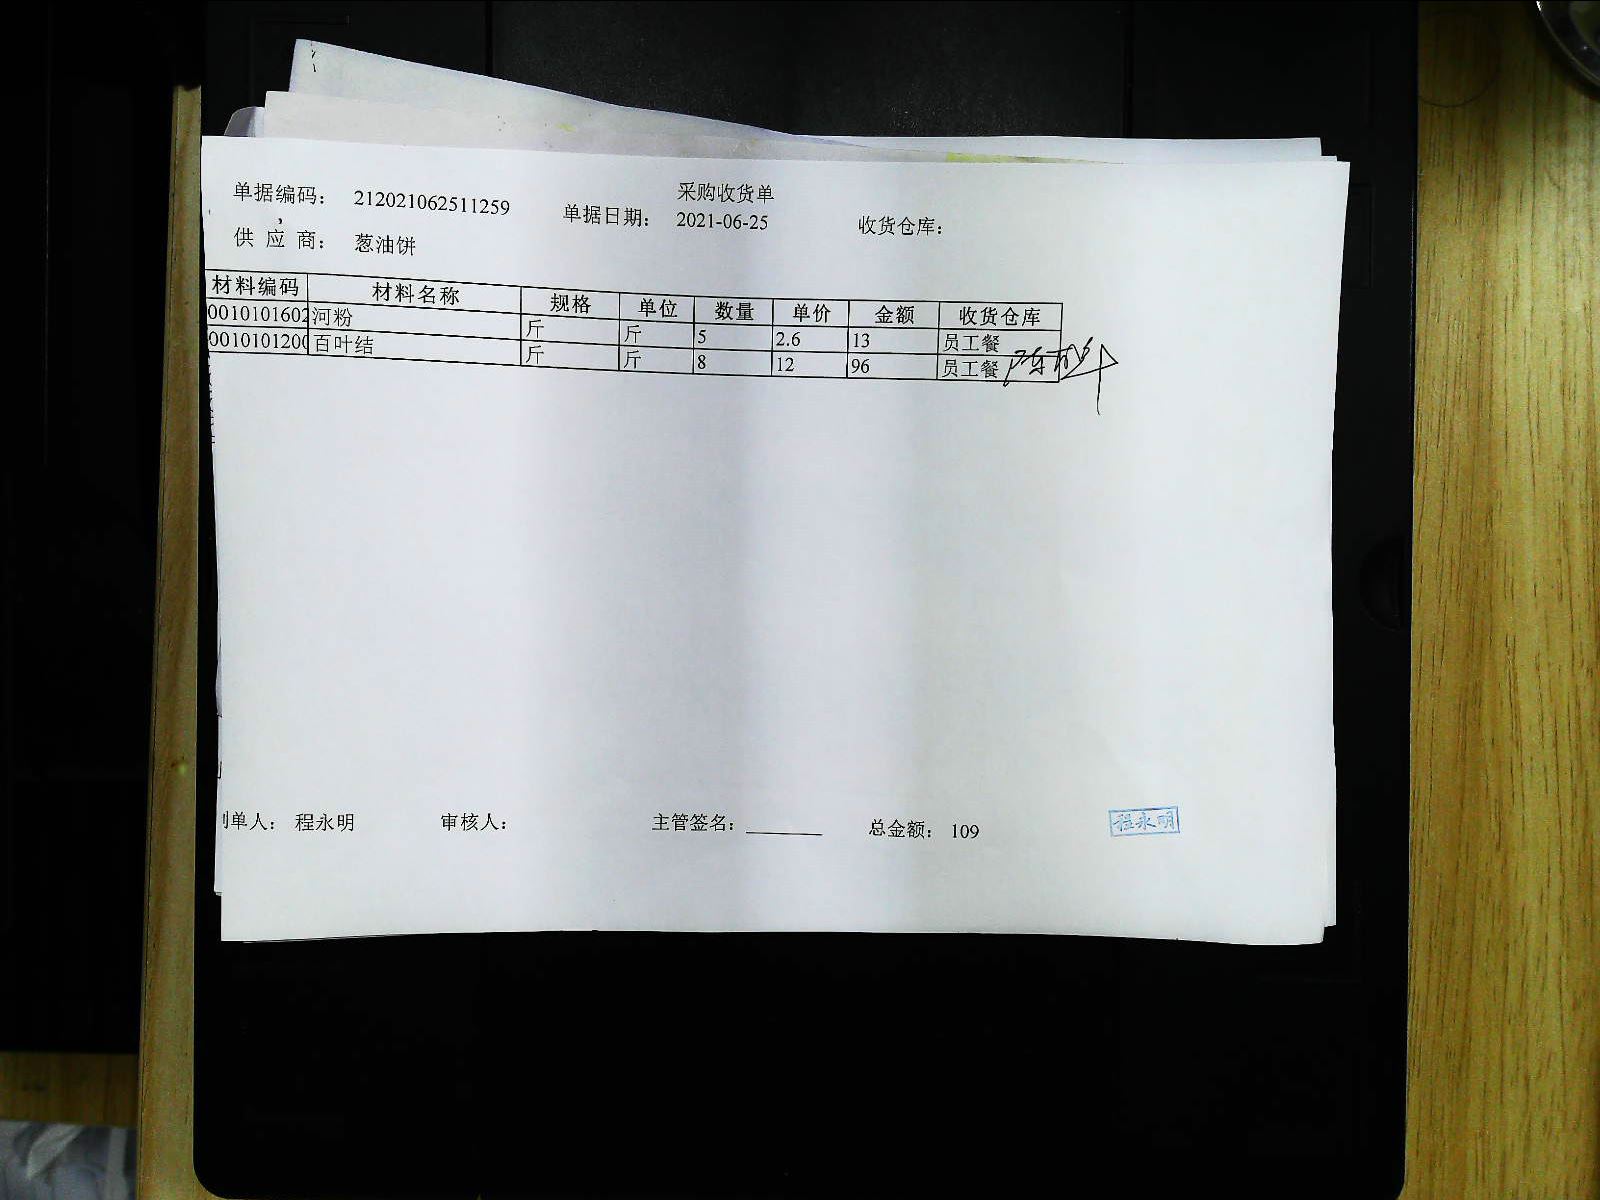 采购收货单
单据编码： 212021062511259 单据日期： 2021-06-25 收货仓库：
供应商： 葱油饼
材料编码 材料名称 规格 单位 数量 单价 金额 收货仓库
0010101602 河粉 斤 斤 5 2.6 13 员工餐
0010101200 百叶结 斤 斤 8 12 96 员工餐
制单人： 程永明 审核人： 主管签名：________ 总金额： 109 程永明